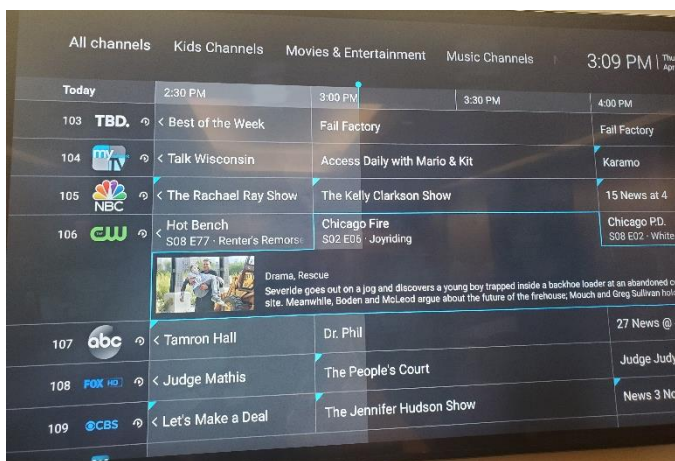 All channels Kids Channels Movies & Entertainment Music Channels 3:09 PM | Thu
Apr
Today 2:30 PM 3:00 PM 3:30 PM 4:00 PM
103 TBD. < Best of the Week Fail Factory Fail Factory
104 my TV < Talk Wisconsin Access Daily with Mario & Kit Karamo
105 NBC < The Rachael Ray Show The Kelly Clarkson Show 15 News at 4
106 CW < Hot Bench Chicago Fire Chicago P.D.
S08 E77 · Renter's Remorse S02 E05 · Joyriding S08 E02 · White
Drama, Rescue
Severide goes out on a jog and discovers a young boy trapped inside a backhoe loader at an abandoned
site. Meanwhile, Boden and McLeod argue about the future of the firehouse; Mouch and Greg Sullivan
107 abc < Tamron Hall Dr. Phil 27 News @
108 FOX HD < Judge Mathis The People's Court Judge Judy
109 CBS < Let's Make a Deal The Jennifer Hudson Show News 3